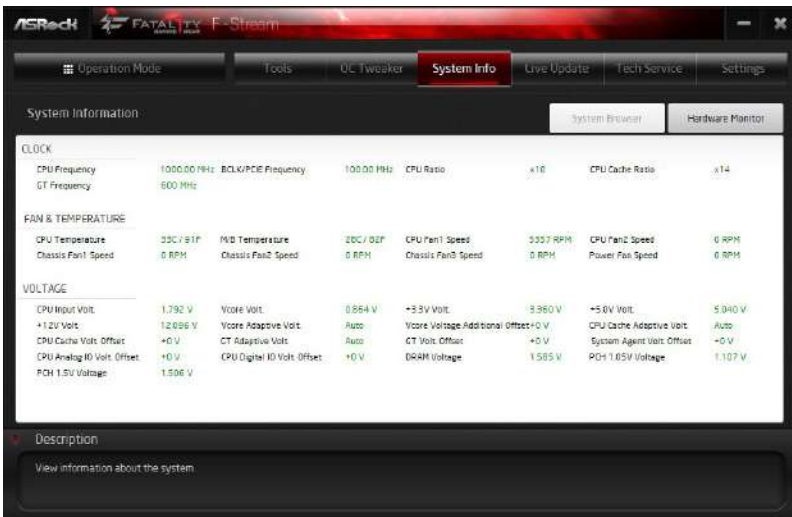 ASRock FATAL1TY GAMING GEAR F-Stream
Operation Mode Tools OC Tweaker System Info Live Update Tech Service Settings
System Information System Browser Hardware Monitor
CLOCK
CPU Frequency 1000.00 MHz BCLK/PCIE Frequency 100.00 MHz CPU Ratio x10 CPU Cache Ratio x14
GT Frequency 600 MHz
FAN & TEMPERATURE
CPU Temperature M/B Temperature CPU Fan1 Speed CPU Fan2 Speed 0 RPM
Chassis Fan1 Speed 0 RPM Chassis Fan2 Speed 0 RPM Chassis Fan3 Speed 0 RPM Power Fan Speed 0 RPM
VOLTAGE
CPU Input Volt. 1.792 V Vcore Volt. 0.864 V +3.3V Volt. 3.360 V +5.0V Volt. 5.040 V
+12V Volt. 12.096 V Vcore Adaptive Volt. Auto Vcore Voltage Additional Offset +0 V CPU Cache Adaptive Volt. Auto
CPU Cache Volt. Offset +0 V GT Adaptive Volt. Auto GT Volt. Offset +0 V System Agent Volt. Offset +0 V
CPU Analog IO Volt. Offset +0 V CPU Digital IO Volt. Offset +0 V DRAM Voltage 1.585 V PCH 1.05V Voltage 1.107 V
PCH 1.5V Voltage 1.506 V
Description
View information about the system